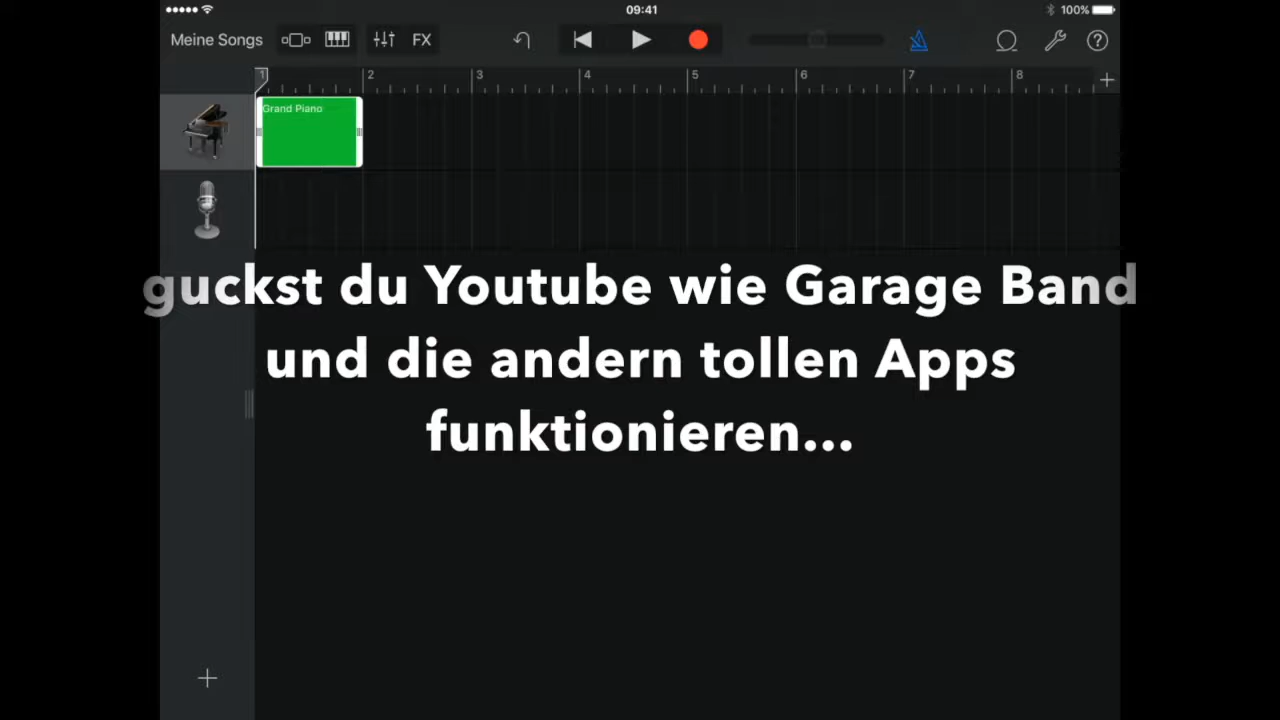 09:41
100%
Meine Songs
FX
1 2 3 4 5 6 7 8
Grand Piano
guckst du Youtube wie Garage Band
und die andern tollen Apps
funktionieren...